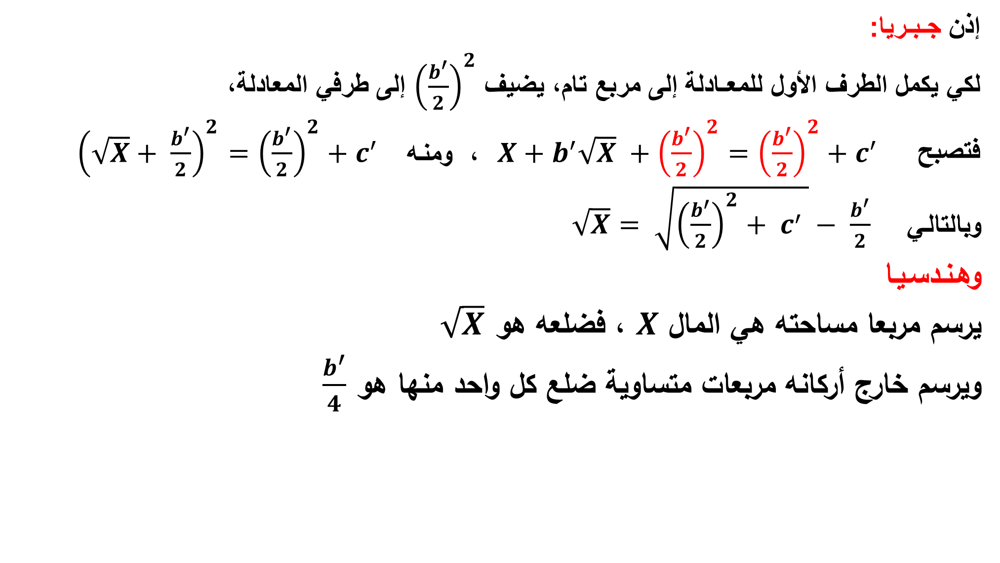 إذن جـبـريا:
لكي يكمل الطرف الأول للمعـادلة إلى مربع تام، يضيف $\left(\frac{b'}{2}\right)^2$ إلى طرفي المعادلة،
فتصبح $X + b'\sqrt{X} + \left(\frac{b'}{2}\right)^2 = \left(\frac{b'}{2}\right)^2 + c'$ ، ومنـه $\left(\sqrt{X} + \frac{b'}{2}\right)^2 = \left(\frac{b'}{2}\right)^2 + c'$
وبالتالـي $\sqrt{X} = \sqrt{\left(\frac{b'}{2}\right)^2 + c'} - \frac{b'}{2}$
وهـنـدسـيـا
يرسم مربعا مساحته هي المال $X$ ، فضلعه هو $\sqrt{X}$
ويرسم خارج أركانه مربعات متساوية ضلع كل واحد منـها هو $\frac{b'}{4}$